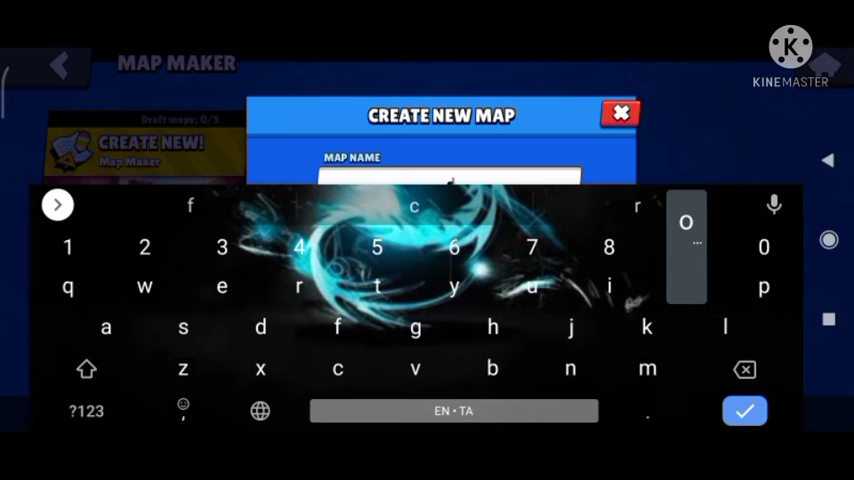 K
KINEMASTER
MAP MAKER
Draft maps: 0/5
CREATE NEW!
Map Maker
CREATE NEW MAP
MAP NAME
f c r
1 2 3 4 5 6 7 8 0
o
...
q w e r t y u i p
a s d f g h j k l
z x c v b n m
?123 , EN • TA .